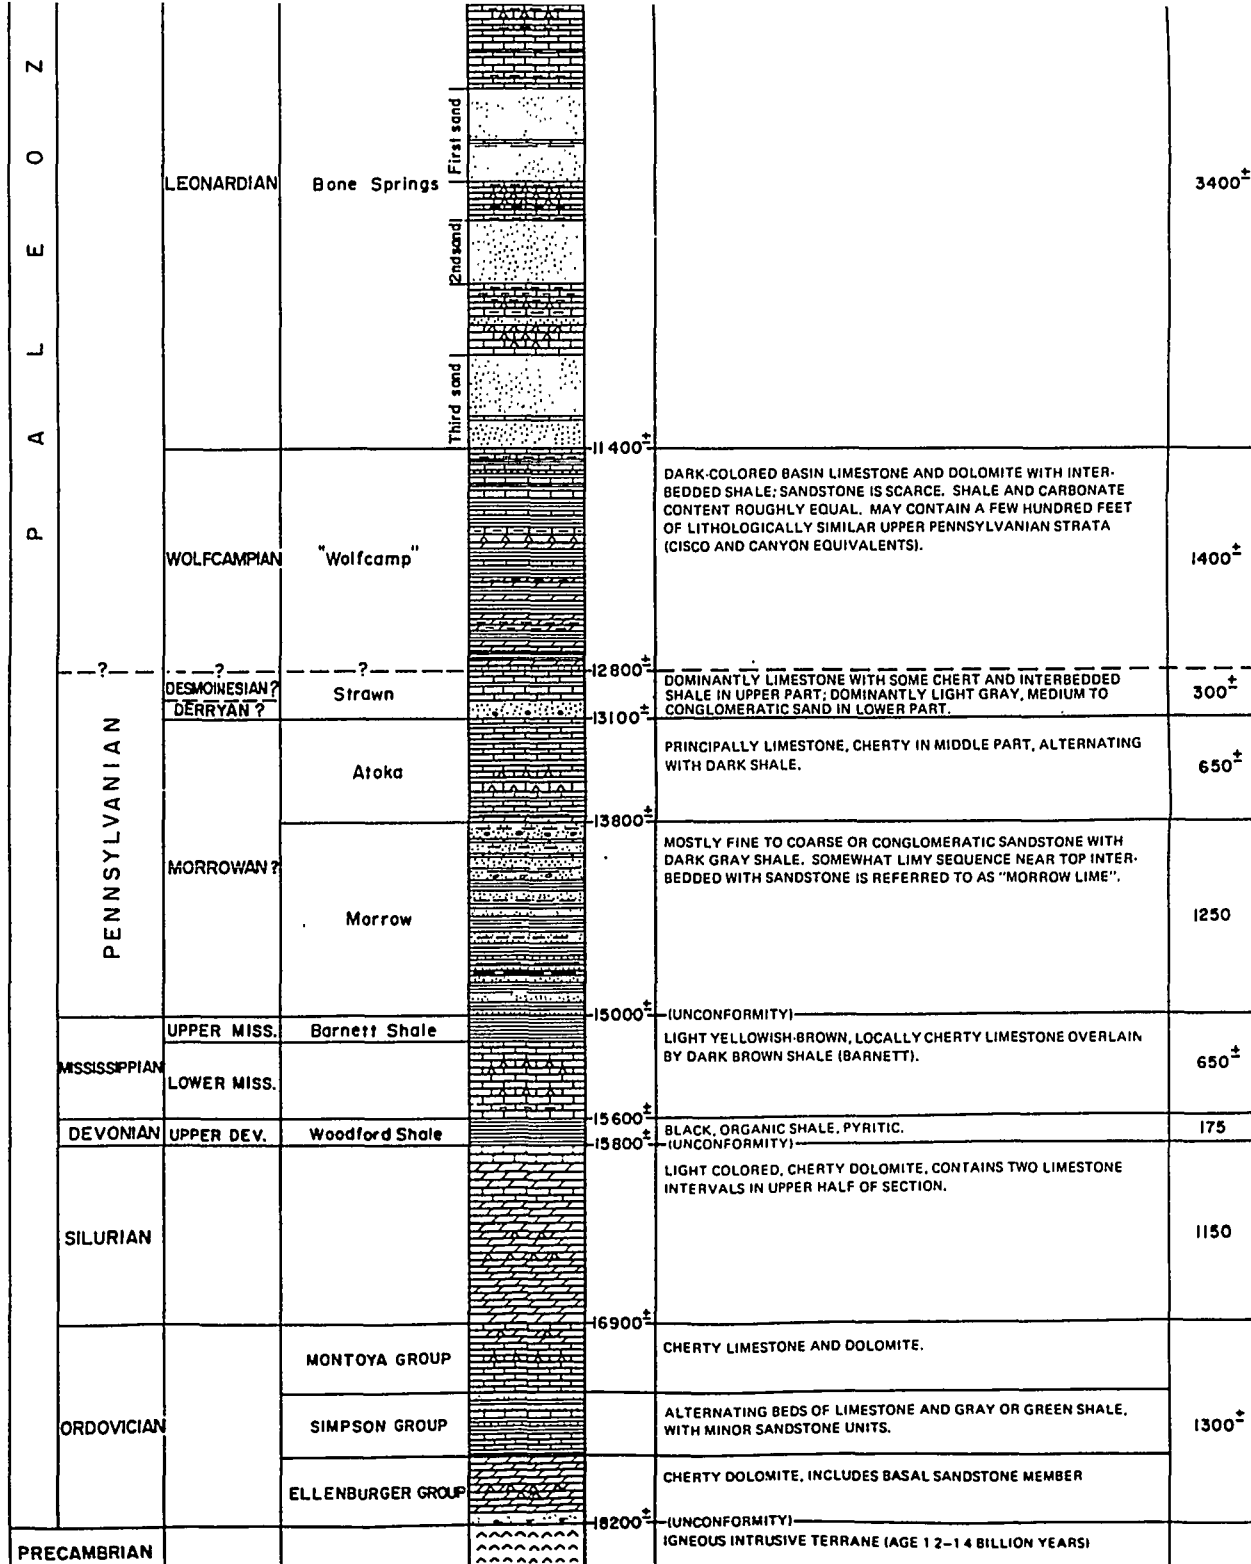 PALEOZ
LEONARDIAN
Bone Springs
First sand
2nd sand
Third sand
3400±
11400±
WOLFCAMPIAN
"Wolfcamp"
DARK-COLORED BASIN LIMESTONE AND DOLOMITE WITH INTER-
BEDDED SHALE; SANDSTONE IS SCARCE. SHALE AND CARBONATE
CONTENT ROUGHLY EQUAL. MAY CONTAIN A FEW HUNDRED FEET
OF LITHOLOGICALLY SIMILAR UPPER PENNSYLVANIAN STRATA
(CISCO AND CANYON EQUIVALENTS).
1400±
? ? ?
12800±
PENNSYLVANIAN
DESMOINESIAN?
DERRYAN ?
Strawn
DOMINANTLY LIMESTONE WITH SOME CHERT AND INTERBEDDED
SHALE IN UPPER PART; DOMINANTLY LIGHT GRAY, MEDIUM TO
CONGLOMERATIC SAND IN LOWER PART.
300±
13100±
MORROWAN ?
Atoka
PRINCIPALLY LIMESTONE, CHERTY IN MIDDLE PART, ALTERNATING
WITH DARK SHALE.
650±
13800±
Morrow
MOSTLY FINE TO COARSE OR CONGLOMERATIC SANDSTONE WITH
DARK GRAY SHALE. SOMEWHAT LIMY SEQUENCE NEAR TOP INTER-
BEDDED WITH SANDSTONE IS REFERRED TO AS "MORROW LIME".
1250
15000±
(UNCONFORMITY)
MISSISSIPPIAN
UPPER MISS.
Barnett Shale
LOWER MISS.
LIGHT YELLOWISH-BROWN, LOCALLY CHERTY LIMESTONE OVERLAIN
BY DARK BROWN SHALE (BARNETT).
650±
15600±
DEVONIAN
UPPER DEV.
Woodford Shale
BLACK, ORGANIC SHALE, PYRITIC.
175
15800±
(UNCONFORMITY)
SILURIAN
LIGHT COLORED, CHERTY DOLOMITE, CONTAINS TWO LIMESTONE
INTERVALS IN UPPER HALF OF SECTION.
1150
16900±
ORDOVICIAN
MONTOYA GROUP
CHERTY LIMESTONE AND DOLOMITE.
SIMPSON GROUP
ALTERNATING BEDS OF LIMESTONE AND GRAY OR GREEN SHALE,
WITH MINOR SANDSTONE UNITS.
1300±
ELLENBURGER GROUP
CHERTY DOLOMITE, INCLUDES BASAL SANDSTONE MEMBER
18200±
(UNCONFORMITY)
PRECAMBRIAN
IGNEOUS INTRUSIVE TERRANE (AGE 1 2–1 4 BILLION YEARS)